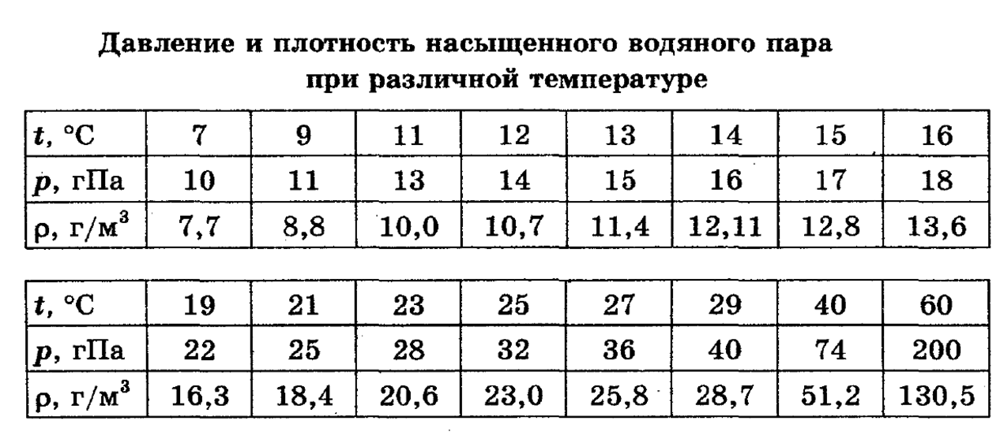 Давление и плотность насыщенного водяного пара
при различной температуре
t, °С 7 9 11 12 13 14 15 16
p, гПа 10 11 13 14 15 16 17 18
ρ, г/м³ 7,7 8,8 10,0 10,7 11,4 12,11 12,8 13,6
t, °С 19 21 23 25 27 29 40 60
p, гПа 22 25 28 32 36 40 74 200
ρ, г/м³ 16,3 18,4 20,6 23,0 25,8 28,7 51,2 130,5